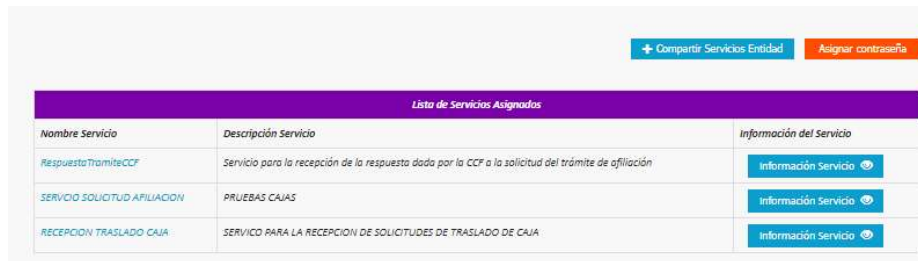 + Compartir Servicios Entidad Asignar contraseña
Lista de Servicios Asignados
Nombre Servicio Descripción Servicio Información del Servicio
RespuestaTramiteCCF Servicio para la recepción de la respuesta dada por la CCF a la solicitud del trámite de afiliación Información Servicio
SERVCIO SOLICITUD AFILIACION PRUEBAS CAJAS Información Servicio
RECEPCION TRASLADO CAJA SERVICO PARA LA RECEPCION DE SOLICITUDES DE TRASLADO DE CAJA Información Servicio